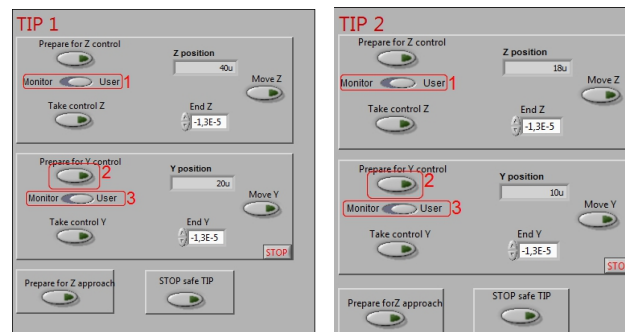 TIP 1
Prepare for Z control
Z position
40u
Monitor User 1
Move Z
Take control Z
End Z
-1,3E-5
Prepare for Y control
2
Y position
20u
Monitor User 3
Move Y
Take control Y
End Y
-1,3E-5
STOP
Prepare for Z approach
STOP safe TIP
TIP 2
Prepare for Z control
Z position
18u
Monitor User 1
Move Z
Take control Z
End Z
-1,3E-5
Prepare for Y control
2
Y position
10u
Monitor User 3
Move Y
Take control Y
End Y
-1,3E-5
STO
Prepare forZ approach
STOP safe TIP